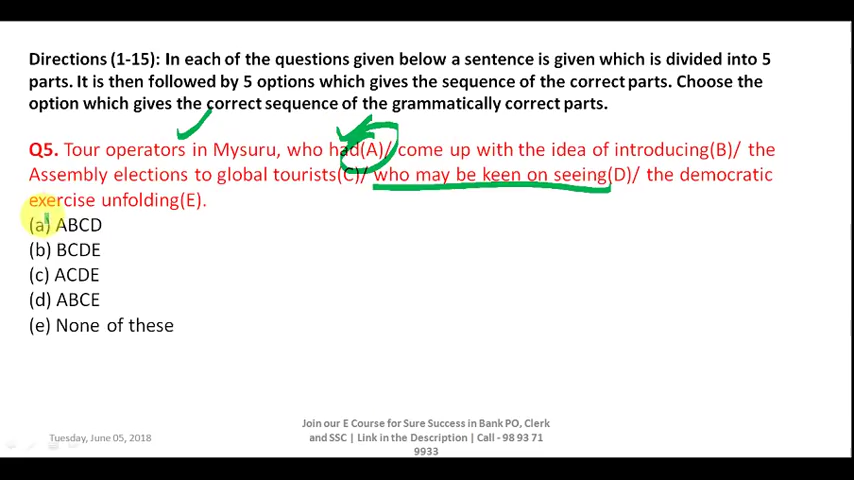 Directions (1-15): In each of the questions given below a sentence is given which is divided into 5
parts. It is then followed by 5 options which gives the sequence of the correct parts. Choose the
option which gives the correct sequence of the grammatically correct parts.
Q5. Tour operators in Mysuru, who had(A)/ come up with the idea of introducing(B)/ the
Assembly elections to global tourists(C)/ who may be keen on seeing(D)/ the democratic
exercise unfolding(E).
(a) ABCD
(b) BCDE
(c) ACDE
(d) ABCE
(e) None of these
Tuesday, June 05, 2018
Join our E Course for Sure Success in Bank PO, Clerk
and SSC | Link in the Description | Call - 98 93 71
9933